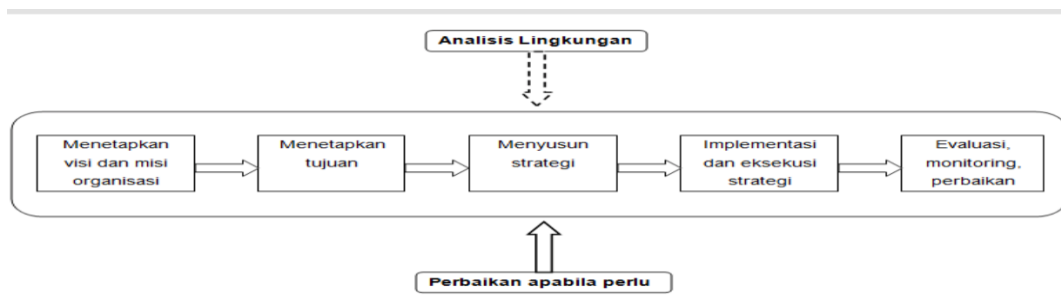 Analisis Lingkungan
Menetapkan
visi dan misi
organisasi
Menetapkan
tujuan
Menyusun
strategi
Implementasi
dan eksekusi
strategi
Evaluasi,
monitoring,
perbaikan
Perbaikan apabila perlu